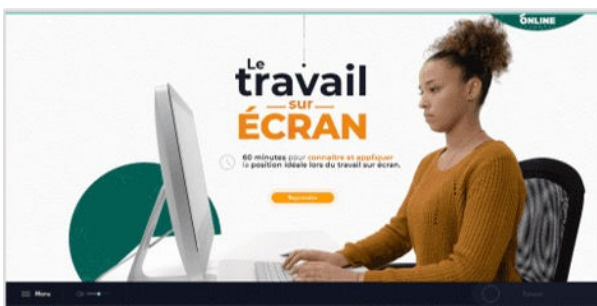 ONLINE
Le
travail
sur
ÉCRAN
60 minutes pour connaître et appliquer
la position idéale lors du travail sur écran.
Menu